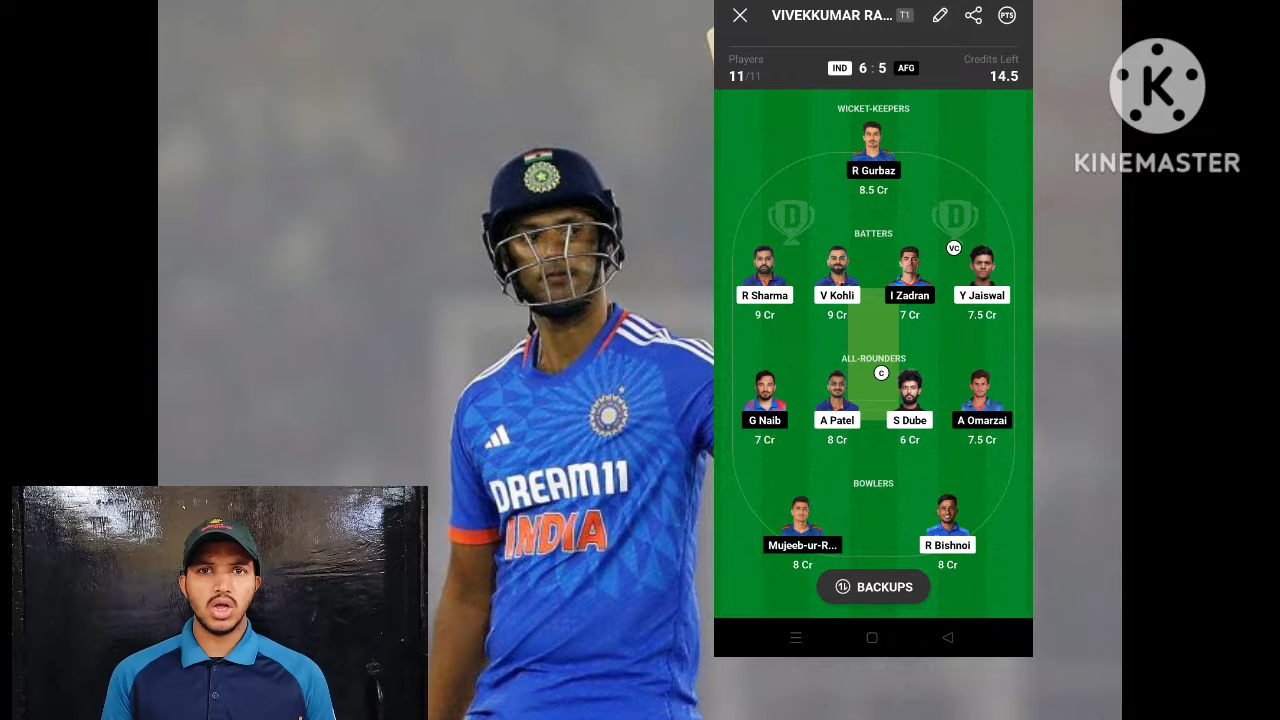 VIVEKKUMAR RA... T1 PTS
Players Credits Left
11/11 IND 6 : 5 AFG 14.5
WICKET-KEEPERS
R Gurbaz
8.5 Cr
D D
BATTERS
VC
R Sharma V Kohli I Zadran Y Jaiswal
9 Cr 9 Cr 7 Cr 7.5 Cr
ALL-ROUNDERS
C
G Naib A Patel S Dube A Omarzai
7 Cr 8 Cr 6 Cr 7.5 Cr
BOWLERS
Mujeeb-ur-R... R Bishnoi
8 Cr 8 Cr
BACKUPS
DREAM11
INDIA
K
KINEMASTER